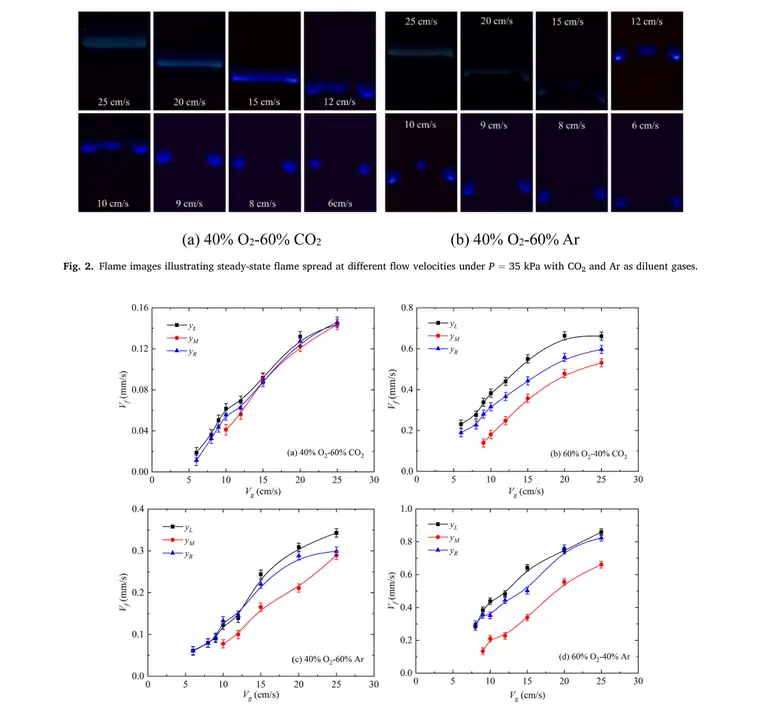 25 cm/s 20 cm/s 15 cm/s 12 cm/s
10 cm/s 9 cm/s 8 cm/s 6cm/s
(a) 40% O2-60% CO2
25 cm/s 20 cm/s 15 cm/s 12 cm/s
10 cm/s 9 cm/s 8 cm/s 6 cm/s
(b) 40% O2-60% Ar
Fig. 2. Flame images illustrating steady-state flame spread at different flow velocities under P = 35 kPa with CO2 and Ar as diluent gases.
0.16
0.12
0.08
0.04
0.00
Vf (mm/s)
yL
yM
yR
(a) 40% O2-60% CO2
0 5 10 15 20 25 30
Vg (cm/s)
0.8
0.6
0.4
0.2
0.0
Vf (mm/s)
yL
yM
yR
(b) 60% O2-40% CO2
0 5 10 15 20 25 30
Vg (cm/s)
0.4
0.3
0.2
0.1
0.0
Vf (mm/s)
yL
yM
yR
(c) 40% O2-60% Ar
0 5 10 15 20 25 30
Vg (cm/s)
1.0
0.8
0.6
0.4
0.2
0.0
Vf (mm/s)
yL
yM
yR
(d) 60% O2-40% Ar
0 5 10 15 20 25 30
Vg (cm/s)